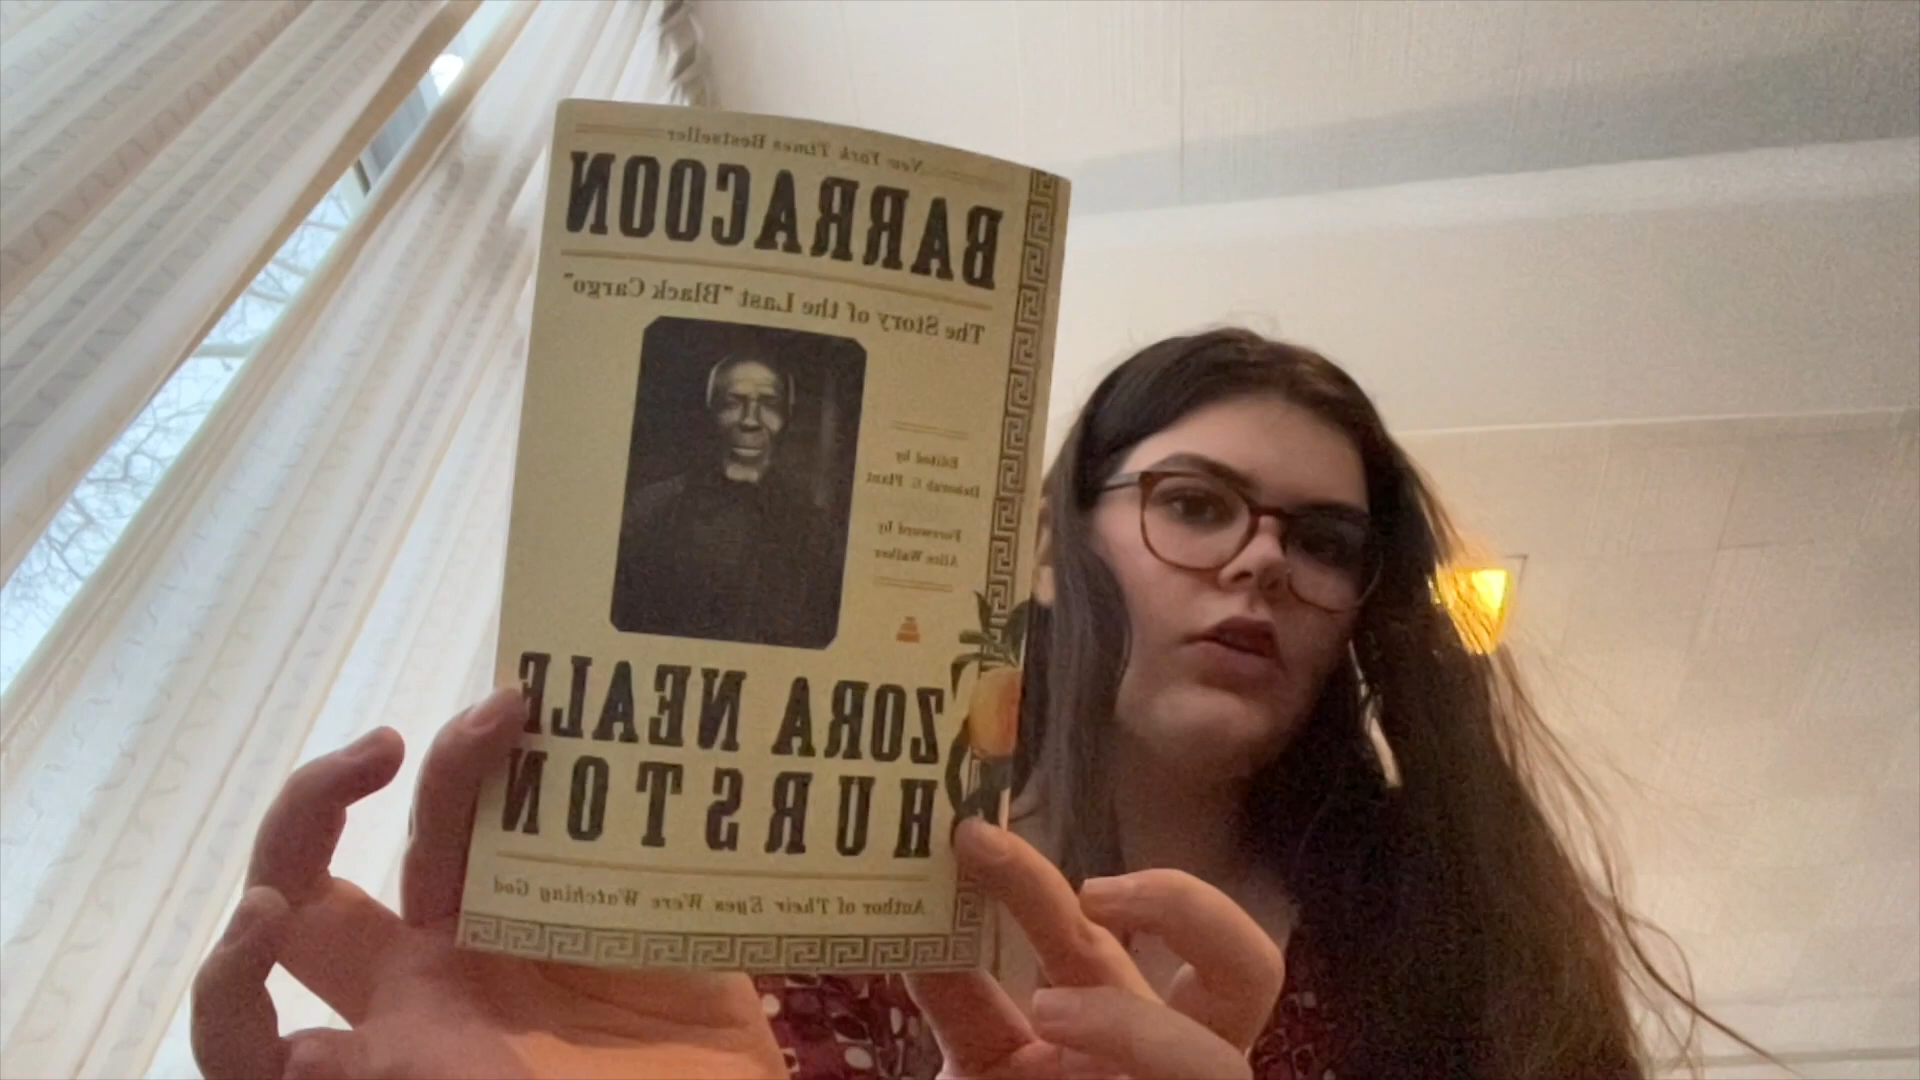 New York Times Bestseller
BARRACOON
The Story of the Last "Black Cargo"
Edited by
Deborah G. Plant
Foreword by
Alice Walker
ZORA NEALE
HURSTON
Author of Their Eyes Were Watching God